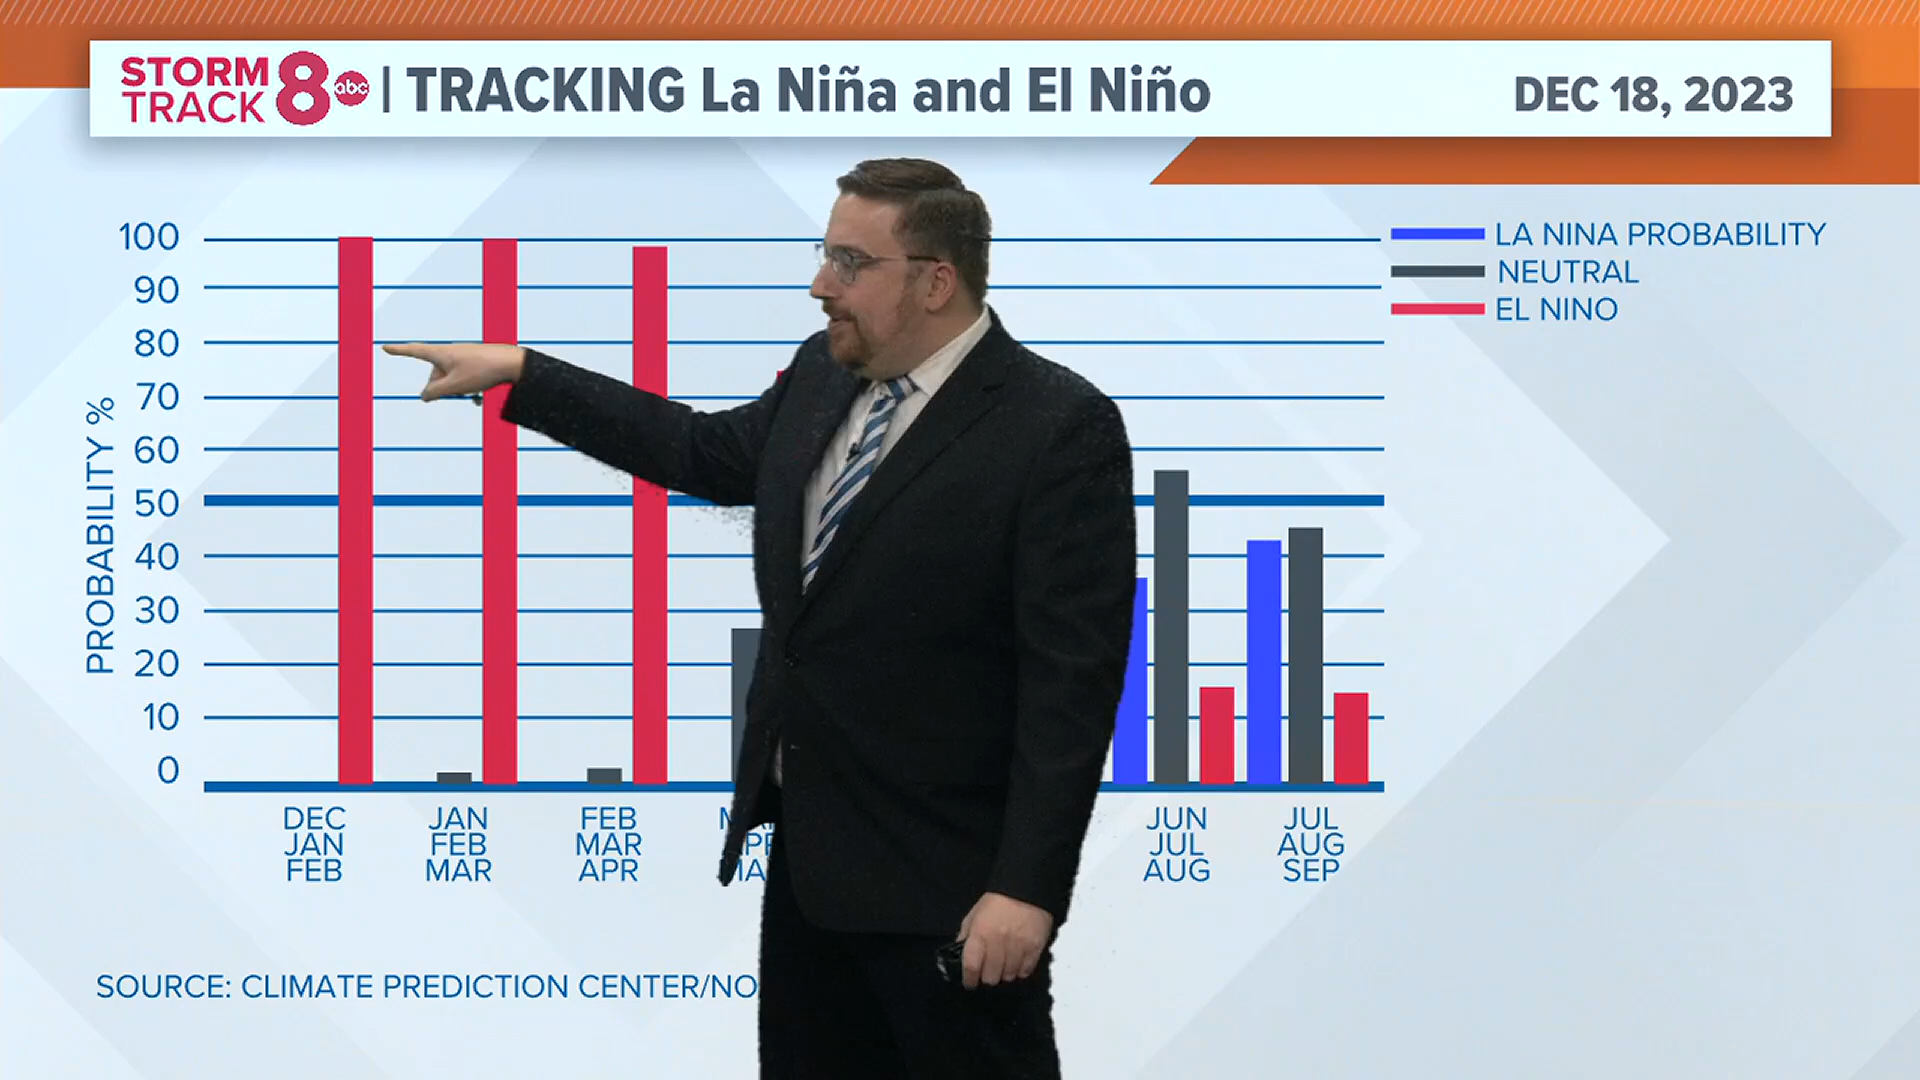 STORM TRACK 8 abc | TRACKING La Niña and El Niño
DEC 18, 2023
LA NINA PROBABILITY
NEUTRAL
EL NINO
PROBABILITY %
100
90
80
70
60
50
40
30
20
10
0
DEC
JAN
FEB
JAN
FEB
MAR
FEB
MAR
APR
JUN
JUL
AUG
JUL
AUG
SEP
SOURCE: CLIMATE PREDICTION CENTER/NO